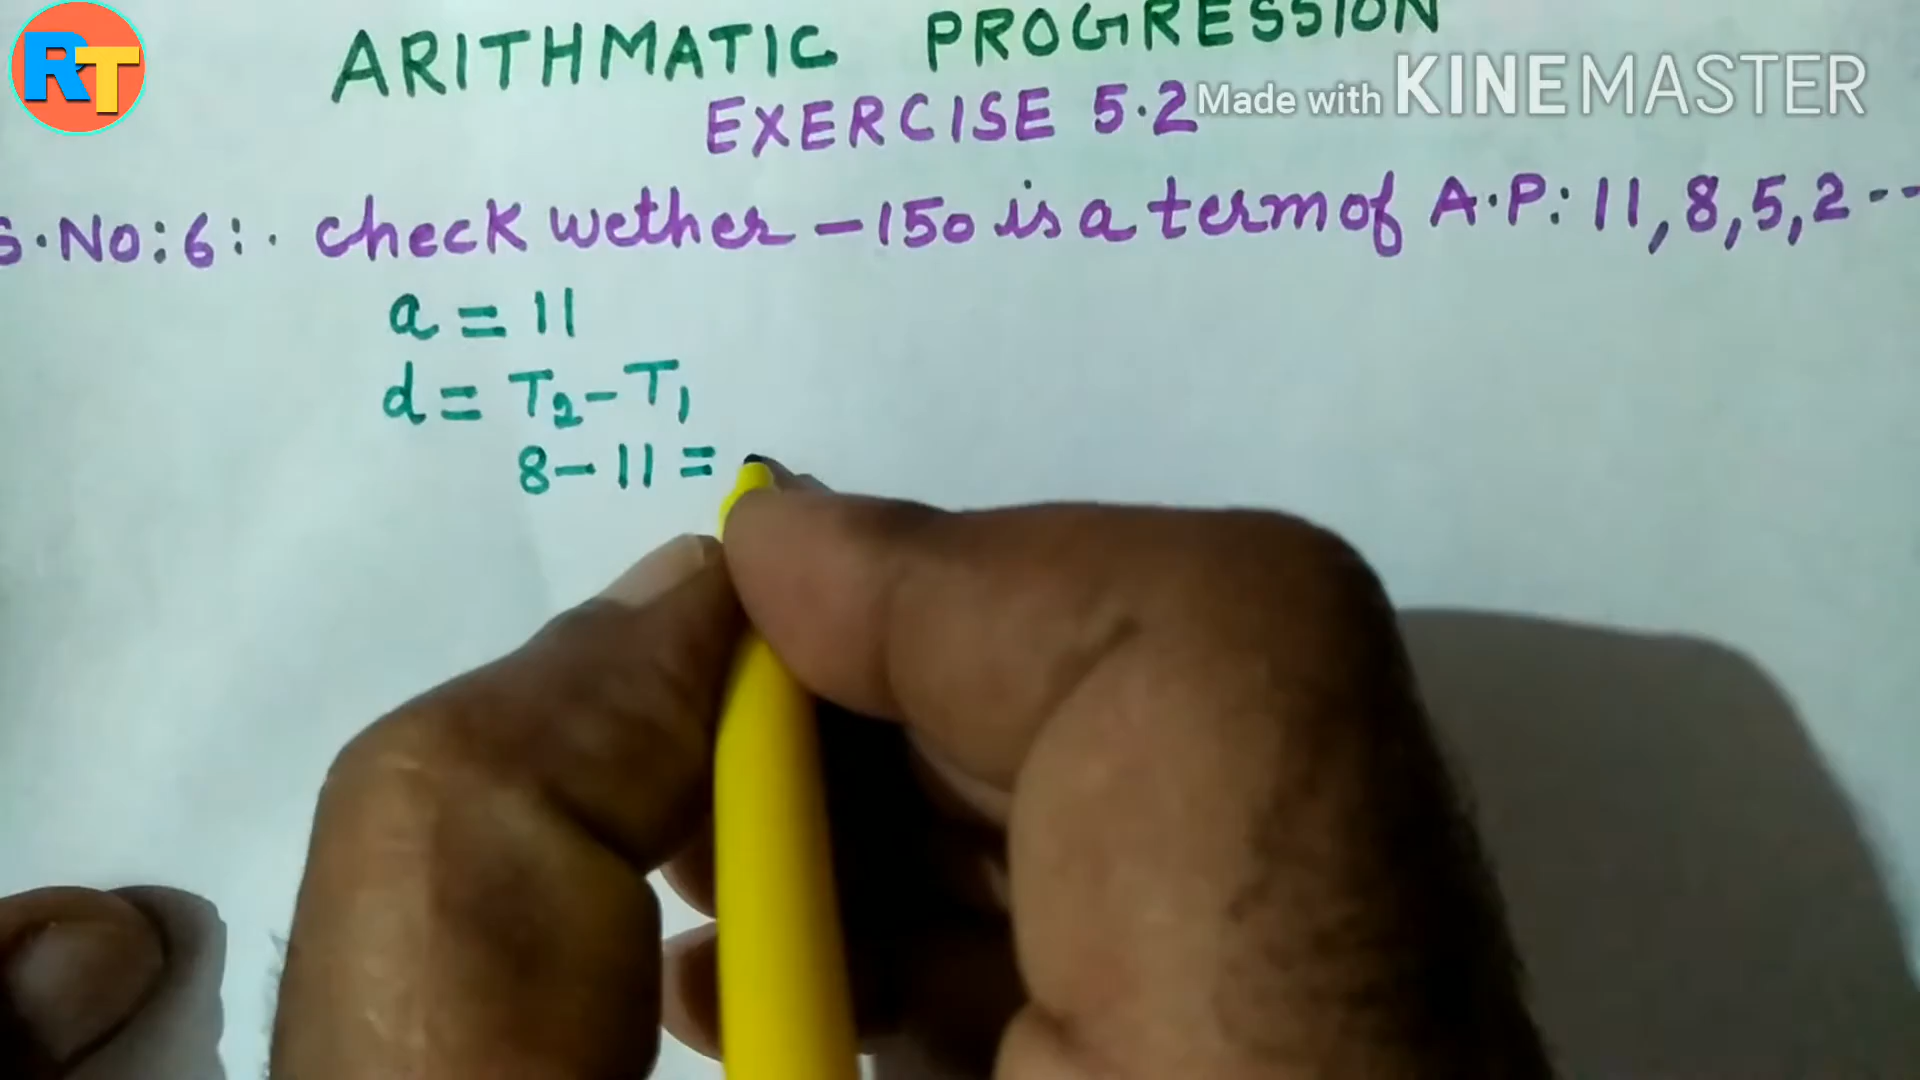 RT
ARITHMATIC PROGRESSION
Made with KINEMASTER
EXERCISE 5.2
S.No:6:. check wether -150 is a term of A.P: 11, 8, 5, 2 --
a = 11
d = T₂ - T₁
8 - 11 =